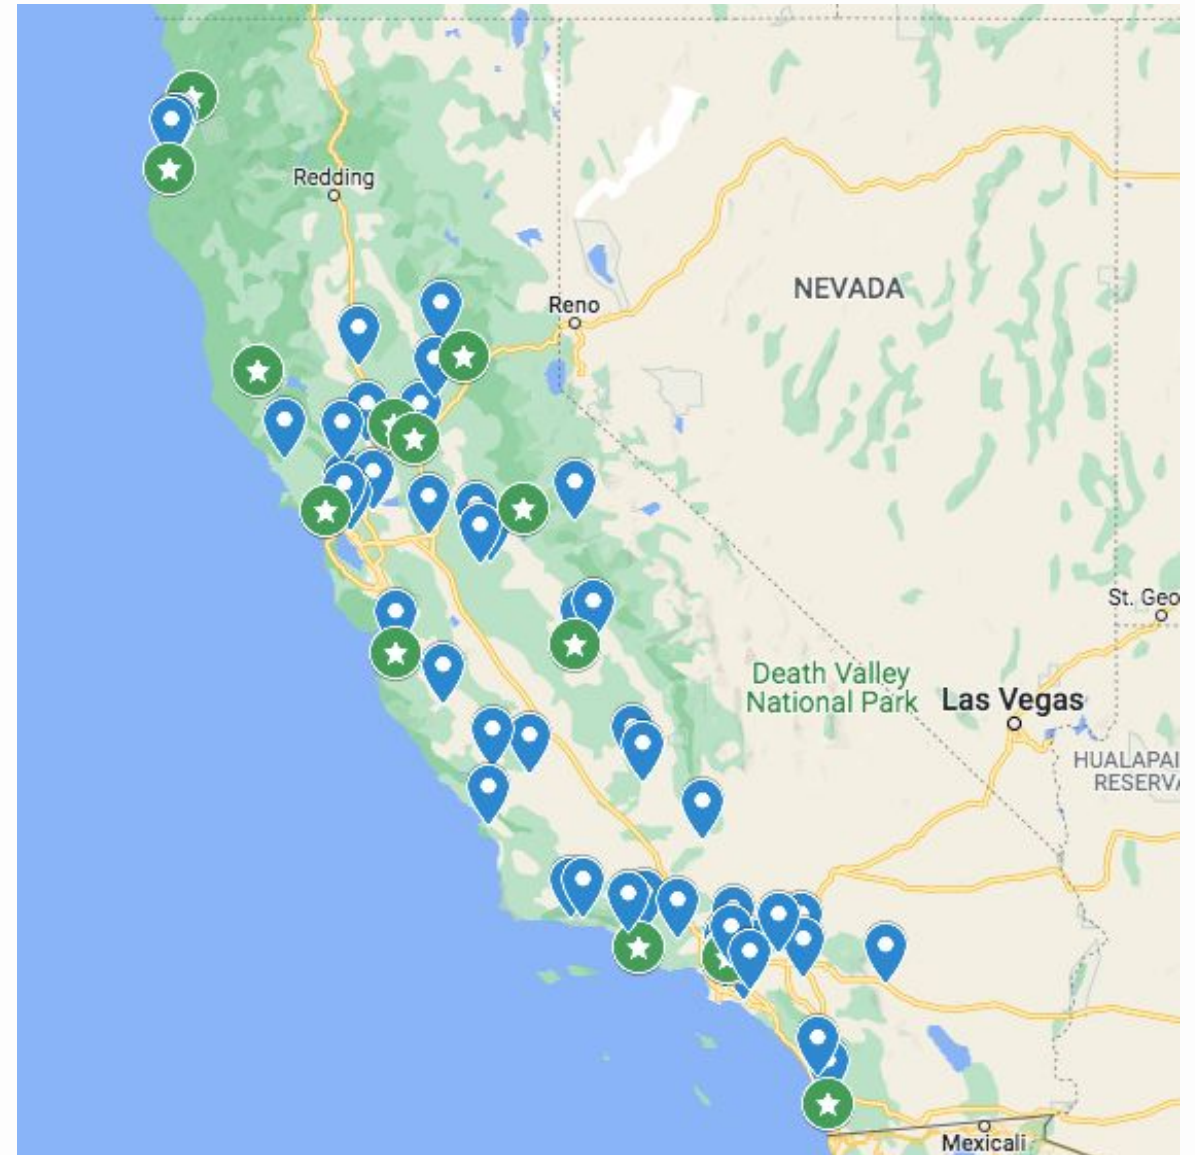 Redding
Reno
NEVADA
St. Geo
Death Valley
National Park
Las Vegas
HUALAPAI
RESERVA
Mexicali